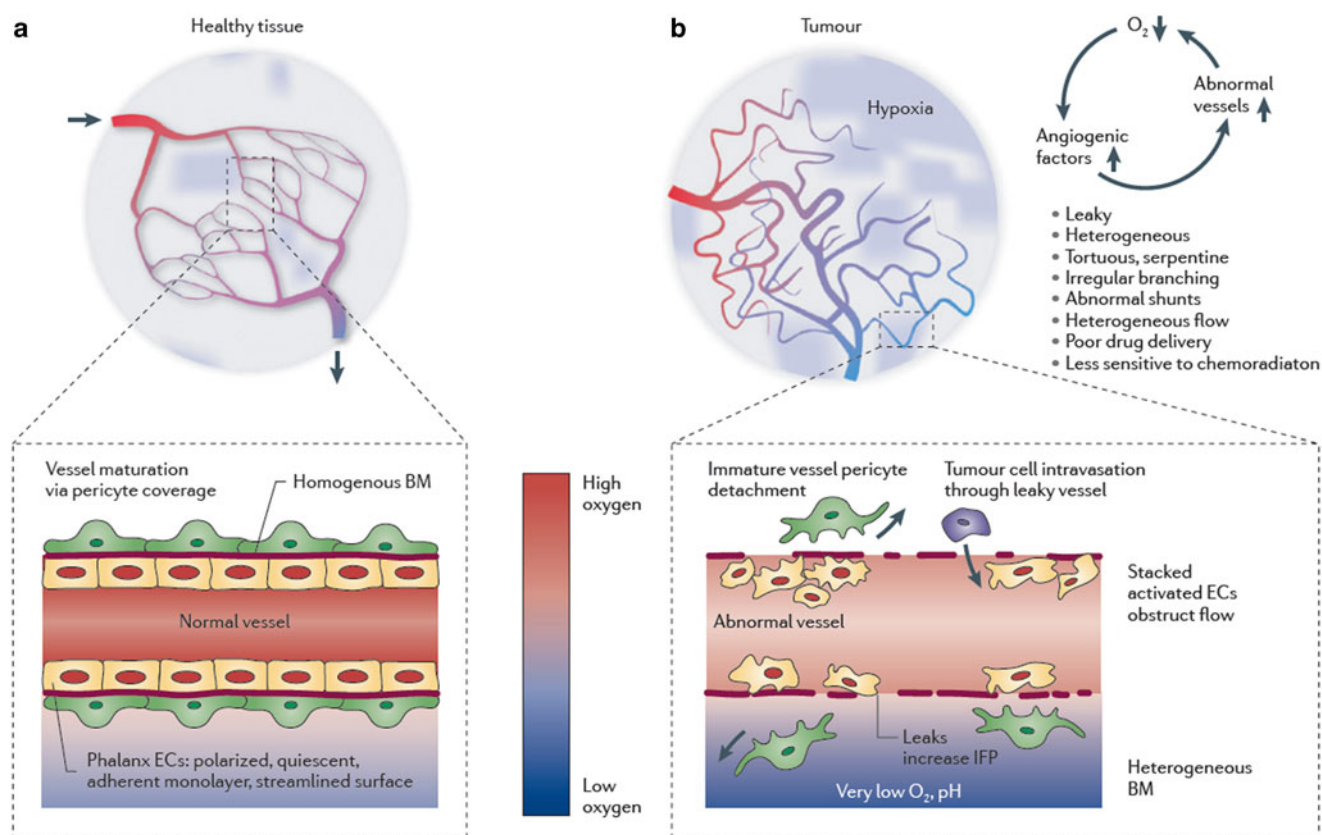 a
Healthy tissue
b
Tumour
Hypoxia
O₂
Abnormal
vessels
Angiogenic
factors
• Leaky
• Heterogeneous
• Tortuous, serpentine
• Irregular branching
• Abnormal shunts
• Heterogeneous flow
• Poor drug delivery
• Less sensitive to chemoradiaton
Vessel maturation
via pericyte coverage
Homogenous BM
Normal vessel
Phalanx ECs: polarized, quiescent,
adherent monolayer, streamlined surface
High
oxygen
Low
oxygen
Immature vessel pericyte
detachment
Tumour cell intravasation
through leaky vessel
Abnormal vessel
Stacked
activated ECs
obstruct flow
Leaks
increase IFP
Very low O₂, pH
Heterogeneous
BM